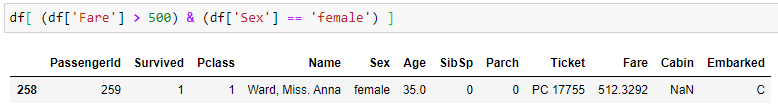 df[ (df['Fare'] > 500) & (df['Sex'] == 'female') ]
PassengerId Survived Pclass Name Sex Age SibSp Parch Ticket Fare Cabin Embarked
258 259 1 1 Ward, Miss. Anna female 35.0 0 0 PC 17755 512.3292 NaN C